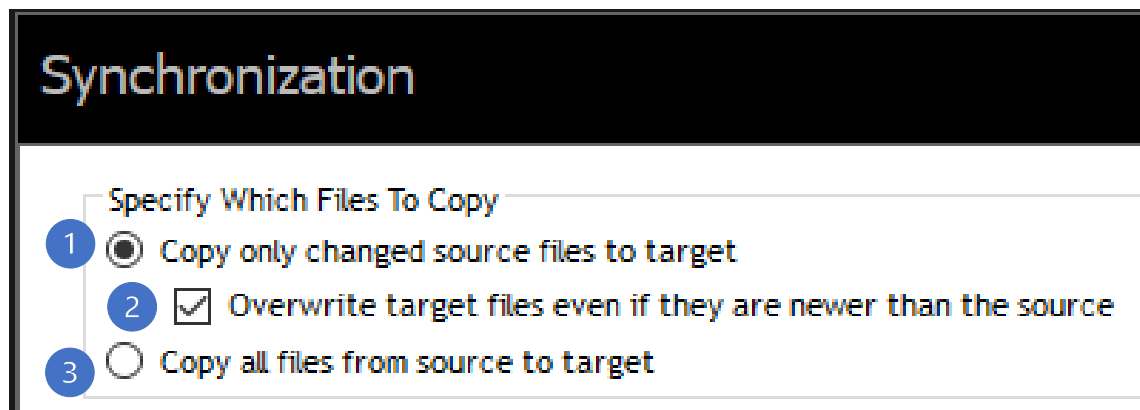 Synchronization
Specify Which Files To Copy
1 Copy only changed source files to target
2 Overwrite target files even if they are newer than the source
3 Copy all files from source to target